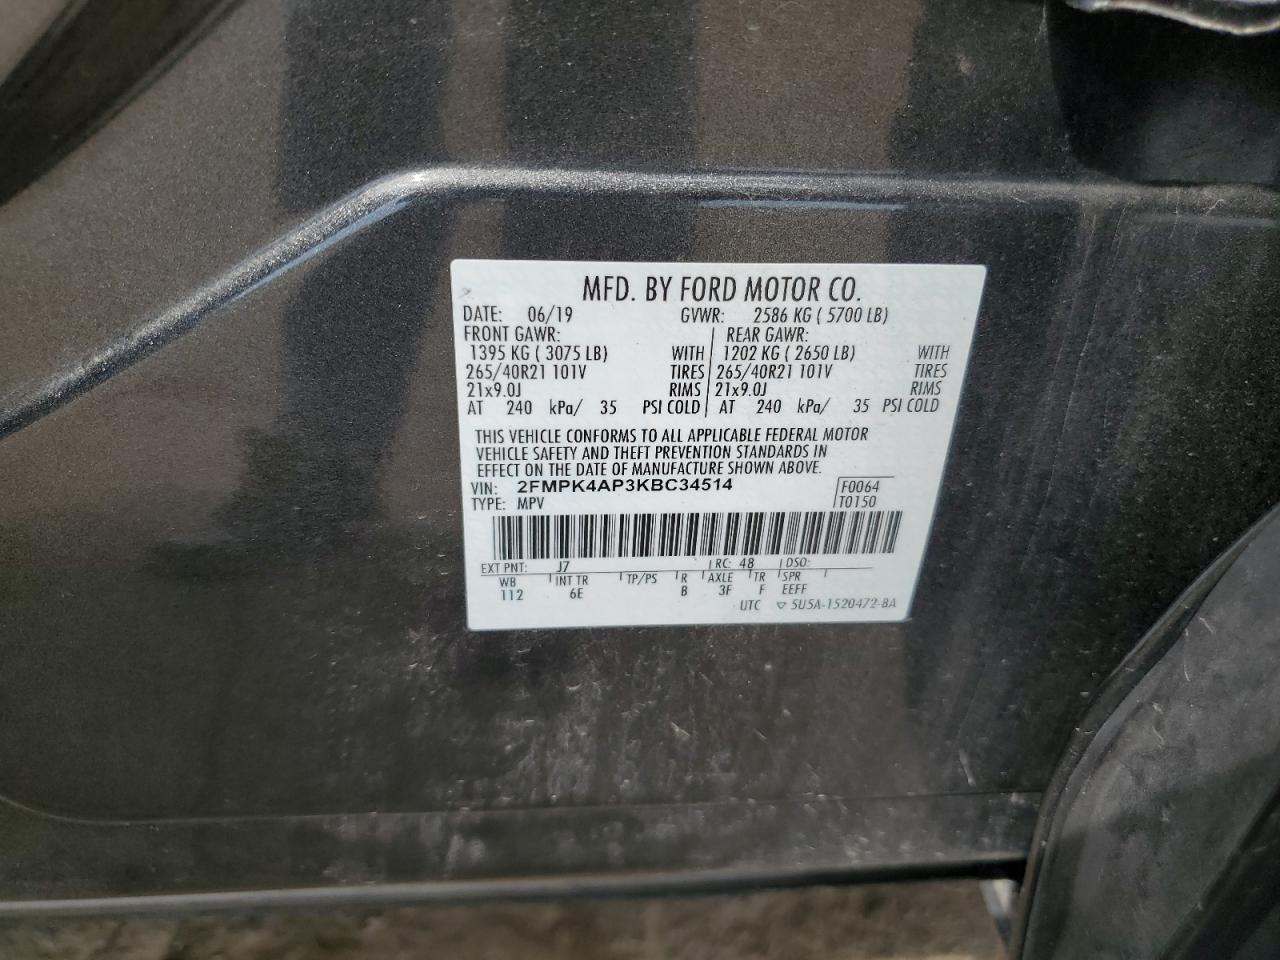 MFD. BY FORD MOTOR CO.
DATE: 06/19 GVWR: 2586 KG ( 5700 LB)
FRONT GAWR: REAR GAWR:
1395 KG ( 3075 LB) WITH 1202 KG ( 2650 LB) WITH
265/40R21 101V TIRES 265/40R21 101V TIRES
21x9.0J RIMS 21x9.0J RIMS
AT 240 kPa/ 35 PSI COLD AT 240 kPa/ 35 PSI COLD
THIS VEHICLE CONFORMS TO ALL APPLICABLE FEDERAL MOTOR
VEHICLE SAFETY AND THEFT PREVENTION STANDARDS IN
EFFECT ON THE DATE OF MANUFACTURE SHOWN ABOVE.
VIN: 2FMPK4AP3KBC34514 F0064
TYPE: MPV T0150
EXT PNT: J7 RC: 48 DSO:
WB INT TR TP/PS R AXLE TR SPR
112 6E B 3F F EEFF
UTC ▽ 5U5A-1520472-BA